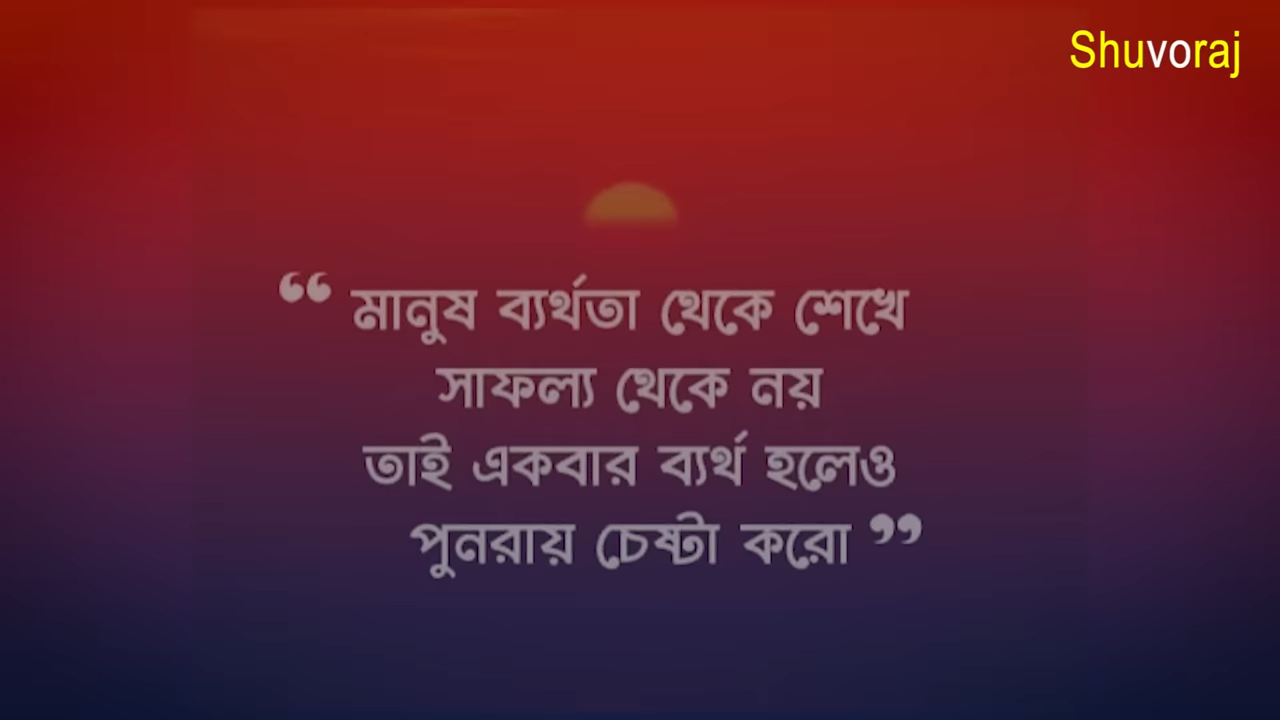 Shuvoraj
“ মানুষ ব্যর্থতা থেকে শেখে
সাফল্য থেকে নয়
তাই একবার ব্যর্থ হলেও
পুনরায় চেষ্টা করো ”